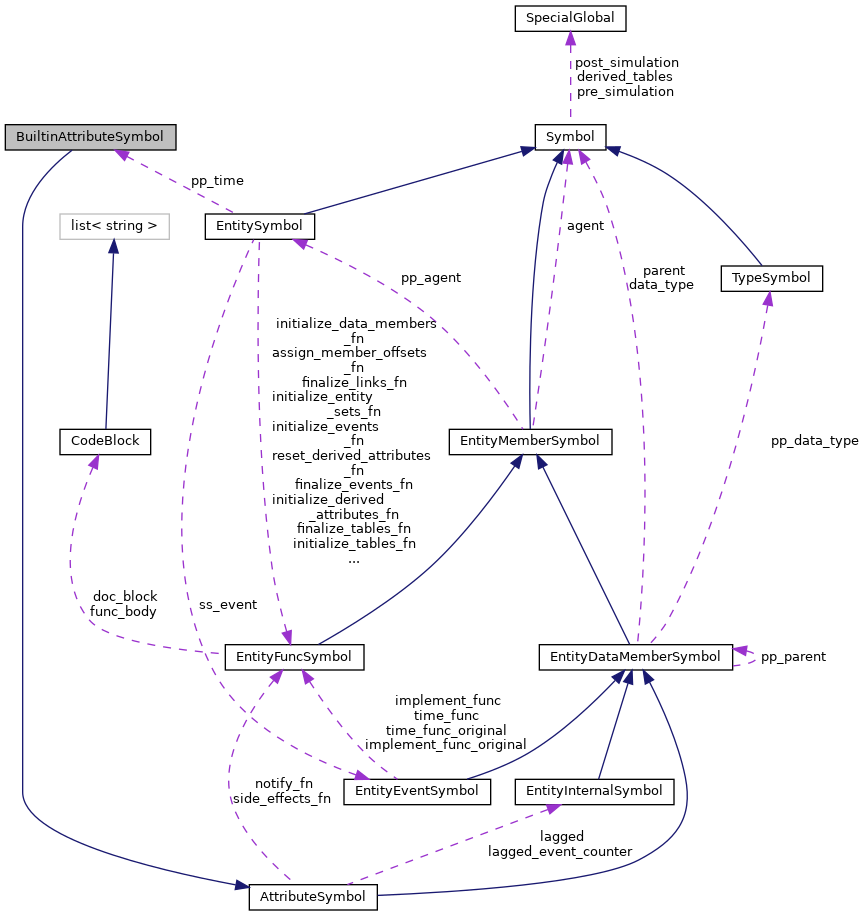 SpecialGlobal
post_simulation
derived_tables
pre_simulation
BuiltinAttributeSymbol
Symbol
pp_time
list< string >
EntitySymbol
agent
parent
data_type
TypeSymbol
pp_agent
initialize_data_members
_fn
assign_member_offsets
_fn
finalize_links_fn
initialize_entity
_sets_fn
initialize_events
_fn
reset_derived_attributes
_fn
finalize_events_fn
initialize_derived
_attributes_fn
finalize_tables_fn
initialize_tables_fn
...
CodeBlock
EntityMemberSymbol
pp_data_type
doc_block
func_body
ss_event
EntityFuncSymbol
EntityDataMemberSymbol
pp_parent
implement_func
time_func
time_func_original
implement_func_original
notify_fn
side_effects_fn
EntityEventSymbol
EntityInternalSymbol
lagged
lagged_event_counter
AttributeSymbol